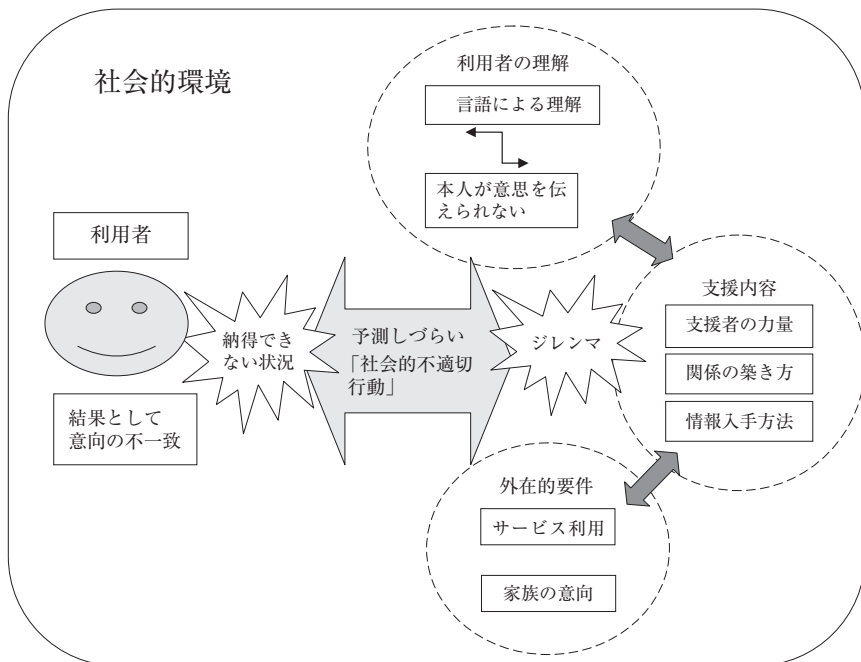 社会的環境
利用者の理解
言語による理解
本人が意思を伝
えられない
利用者
納得でき
ない状況
結果として
意向の不一致
予測しづらい
「社会的不適切
行動」
ジレンマ
支援内容
支援者の力量
関係の築き方
情報入手方法
外在的要件
サービス利用
家族の意向